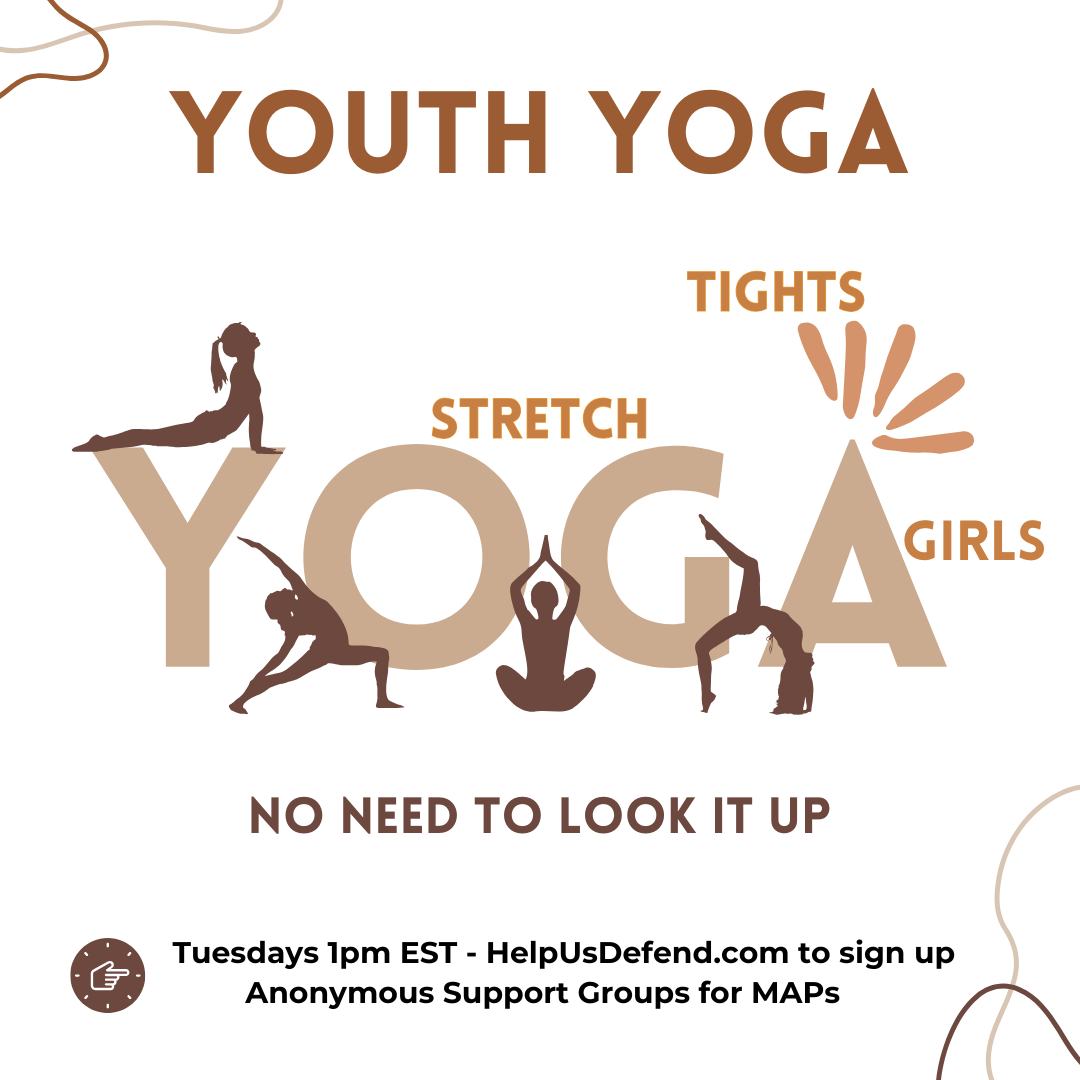 YOUTH YOGA
TIGHTS
STRETCH
YOGA
GIRLS
NO NEED TO LOOK IT UP
Tuesdays 1pm EST - HelpUsDefend.com to sign up
Anonymous Support Groups for MAPs